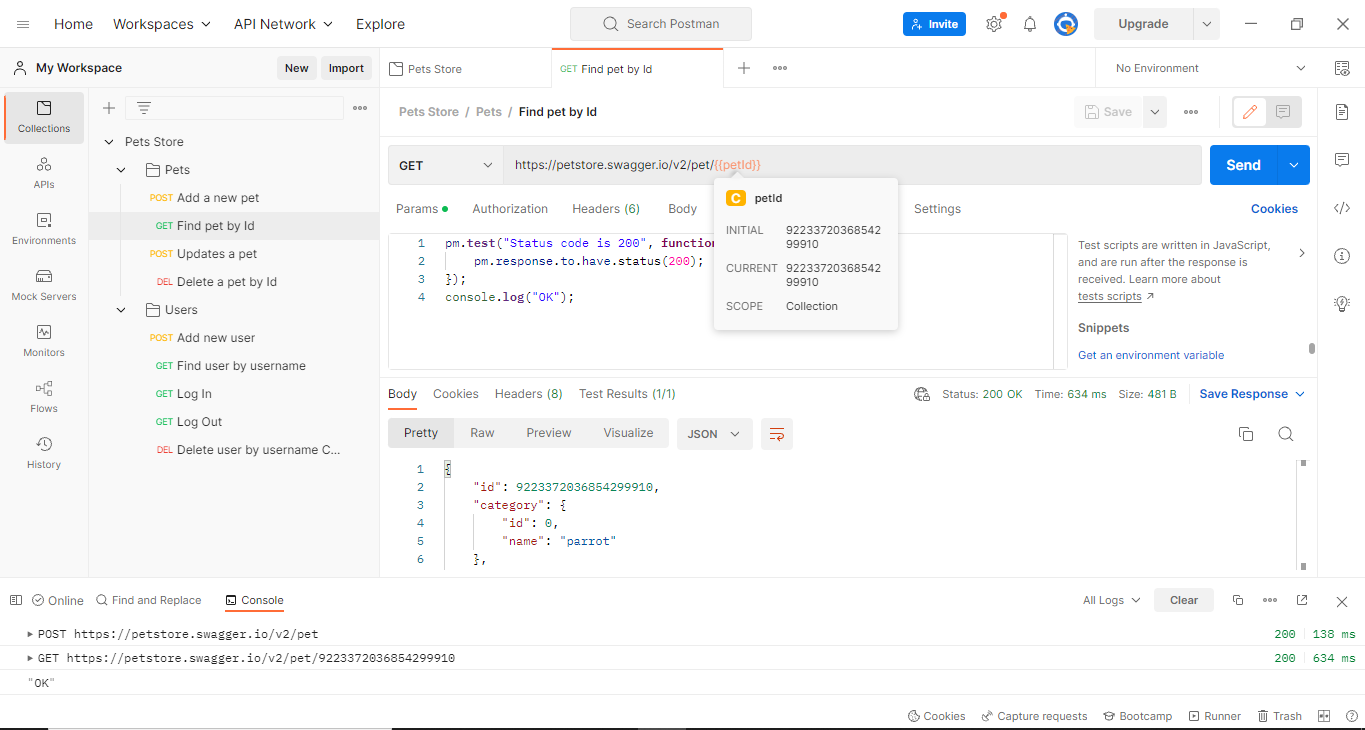 Home Workspaces API Network Explore Search Postman Invite Upgrade
My Workspace New Import Pets Store GET Find pet by Id No Environment
Collections
APIs
Environments
Mock Servers
Monitors
Flows
History
Pets Store
Pets
POST Add a new pet
GET Find pet by Id
POST Updates a pet
DEL Delete a pet by Id
Users
POST Add new user
GET Find user by username
GET Log In
GET Log Out
DEL Delete user by username C...
Pets Store / Pets / Find pet by Id Save
GET https://petstore.swagger.io/v2/pet/{{petId}} Send
Params Authorization Headers (6) Body Settings Cookies
C petId
INITIAL 92233720368542
99910
CURRENT 92233720368542
99910
SCOPE Collection
1 pm.test("Status code is 200", function
2 pm.response.to.have.status(200);
3 });
4 console.log("OK");
Test scripts are written in JavaScript,
and are run after the response is
received. Learn more about
tests scripts ↗
Snippets
Get an environment variable
Body Cookies Headers (8) Test Results (1/1) Status: 200 OK Time: 634 ms Size: 481 B Save Response
Pretty Raw Preview Visualize JSON
1 {
2 "id": 9223372036854299910,
3 "category": {
4 "id": 0,
5 "name": "parrot"
6 },
Online Find and Replace Console All Logs Clear
POST https://petstore.swagger.io/v2/pet 200 138 ms
GET https://petstore.swagger.io/v2/pet/9223372036854299910 200 634 ms
"OK"
Cookies Capture requests Bootcamp Runner Trash